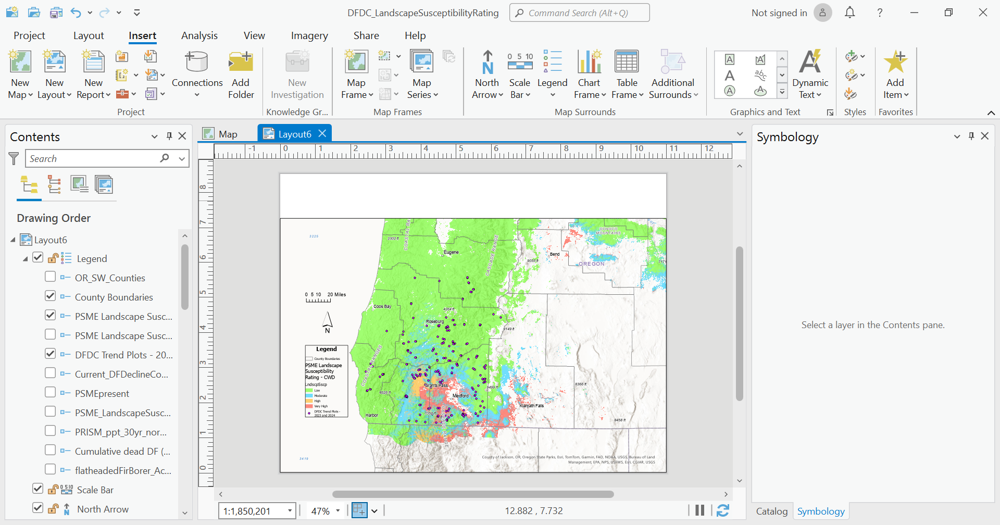 DFDC_LandscapeSusceptibilityRating
Command Search (Alt+Q)
Not signed in
?
Project
Layout
Insert
Analysis
View
Imagery
Share
Help
New Map
New Layout
New Report
Connections
Add Folder
Project
New Investigation
Knowledge Gr...
Map Frame
Map Series
Map Frames
North Arrow
0 5 10
Scale Bar
Legend
Chart Frame
Table Frame
Additional Surrounds
Map Surrounds
Dynamic Text
Graphics and Text
Styles
Add Item
Favorites
Contents
Search
Drawing Order
Layout6
Legend
OR_SW_Counties
County Boundaries
PSME Landscape Susc...
PSME Landscape Susc...
DFDC Trend Plots - 20...
Current_DFDeclineCo...
PSMEpresent
PSME_LandscapeSusc...
PRISM_ppt_30yr_nor...
Cumulative dead DF (...
flatheadedFirBorer_Ac...
Scale Bar
North Arrow
Map
Layout6
-1 0 1 2 3 4 5 6 7 8 9 10 11 12
8
7
6
5
4
3
2
1
0
3225
2302 ft
COASTAL RA
Eugene
CASCADE RANGE
OCHOCO
MOUNTAINS
Bend
9055 ft
OREGON
7171
0 5 10 20 Miles
N
Coos Bay
4264 ft
Roseburg
9149 ft
COASTAL RANGES
Legend
County Boundaries
PSME Landscape
Susceptibility
Rating - CWD
LndscpSscp
Low
Moderate
High
Very High
DFDC Trend Plots -
2023 and 2024
Grants Pass
4626 ft
Medford
9499 ft
8366 ft
Klamath Falls
Harbor
7052 ft
8458 ft
CASCADE RANGE
3419
County of Jackson, OR, Oregon State Parks, Esri, TomTom, Garmin, FAO, NOAA, USGS, Bureau of Land
Management, EPA, NPS, USFWS, Esri, CGIAR, USGS
1:1,850,201
47%
12.882 , 7.732
Symbology
Select a layer in the Contents pane.
Catalog
Symbology